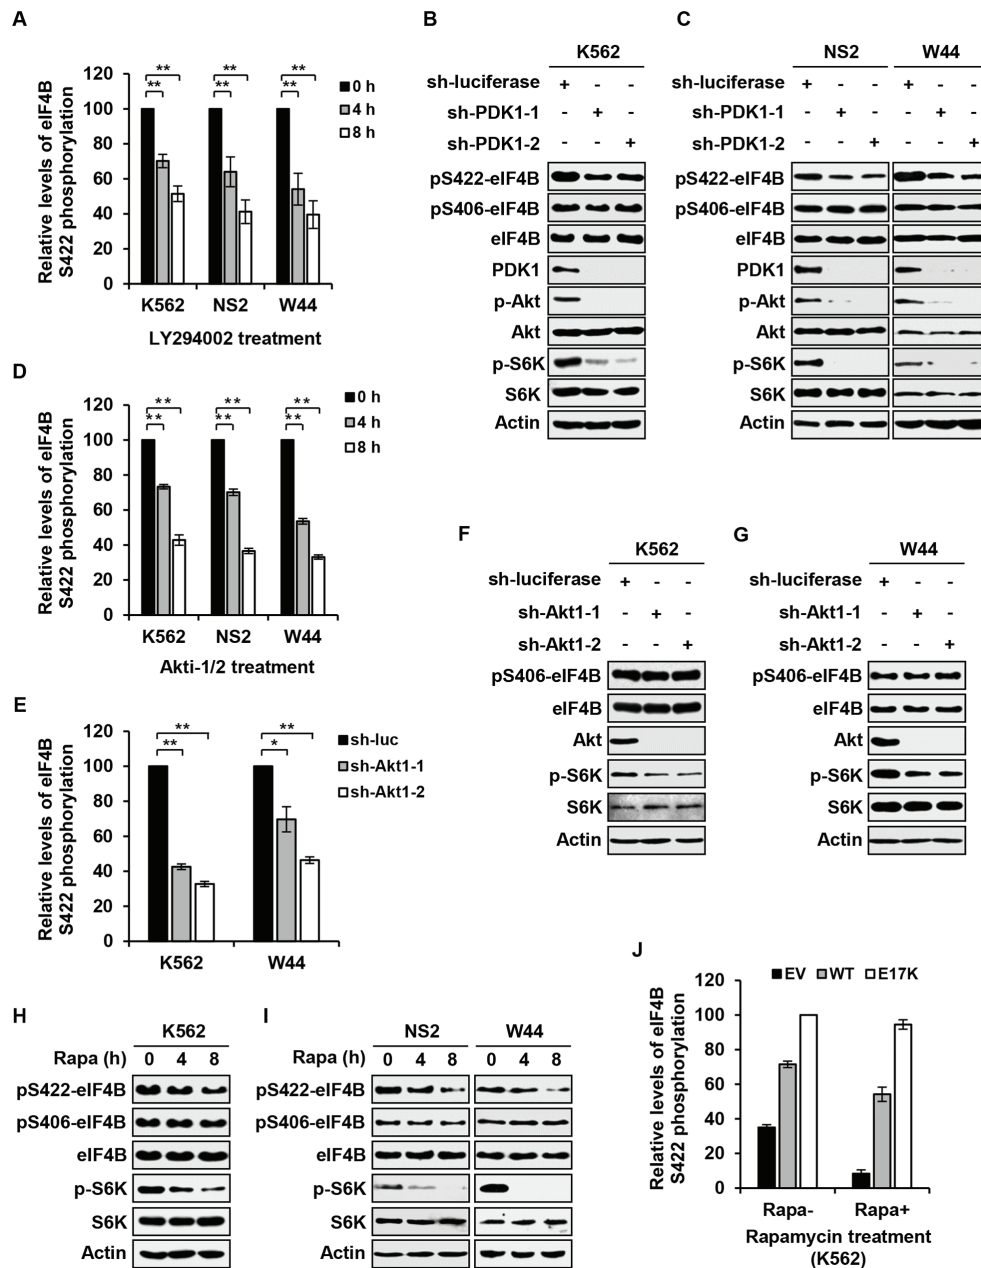 A
Relative levels of eIF4B
S422 phosphorylation
120
100
80
60
40
20
0
** ** **
** ** **
0 h
4 h
8 h
K562 NS2 W44
LY294002 treatment
B
K562
sh-luciferase + - -
sh-PDK1-1 - + -
sh-PDK1-2 - - +
pS422-eIF4B
pS406-eIF4B
eIF4B
PDK1
p-Akt
Akt
p-S6K
S6K
Actin
C
NS2 W44
sh-luciferase + - - + - -
sh-PDK1-1 - + - - + -
sh-PDK1-2 - - + - - +
pS422-eIF4B
pS406-eIF4B
eIF4B
PDK1
p-Akt
Akt
p-S6K
S6K
Actin
D
Relative levels of eIF4B
S422 phosphorylation
120
100
80
60
40
20
0
** ** **
** ** **
0 h
4 h
8 h
K562 NS2 W44
Akti-1/2 treatment
E
Relative levels of eIF4B
S422 phosphorylation
120
100
80
60
40
20
0
** **
** *
sh-luc
sh-Akt1-1
sh-Akt1-2
K562 W44
F
K562
sh-luciferase + - -
sh-Akt1-1 - + -
sh-Akt1-2 - - +
pS406-eIF4B
eIF4B
Akt
p-S6K
S6K
Actin
G
W44
sh-luciferase + - -
sh-Akt1-1 - + -
sh-Akt1-2 - - +
pS406-eIF4B
eIF4B
Akt
p-S6K
S6K
Actin
H
K562
Rapa (h) 0 4 8
pS422-eIF4B
pS406-eIF4B
eIF4B
p-S6K
S6K
Actin
I
NS2 W44
Rapa (h) 0 4 8 0 4 8
pS422-eIF4B
pS406-eIF4B
eIF4B
p-S6K
S6K
Actin
J
Relative levels of eIF4B
S422 phosphorylation
120
100
80
60
40
20
0
EV WT E17K
Rapa- Rapa+
Rapamycin treatment
(K562)